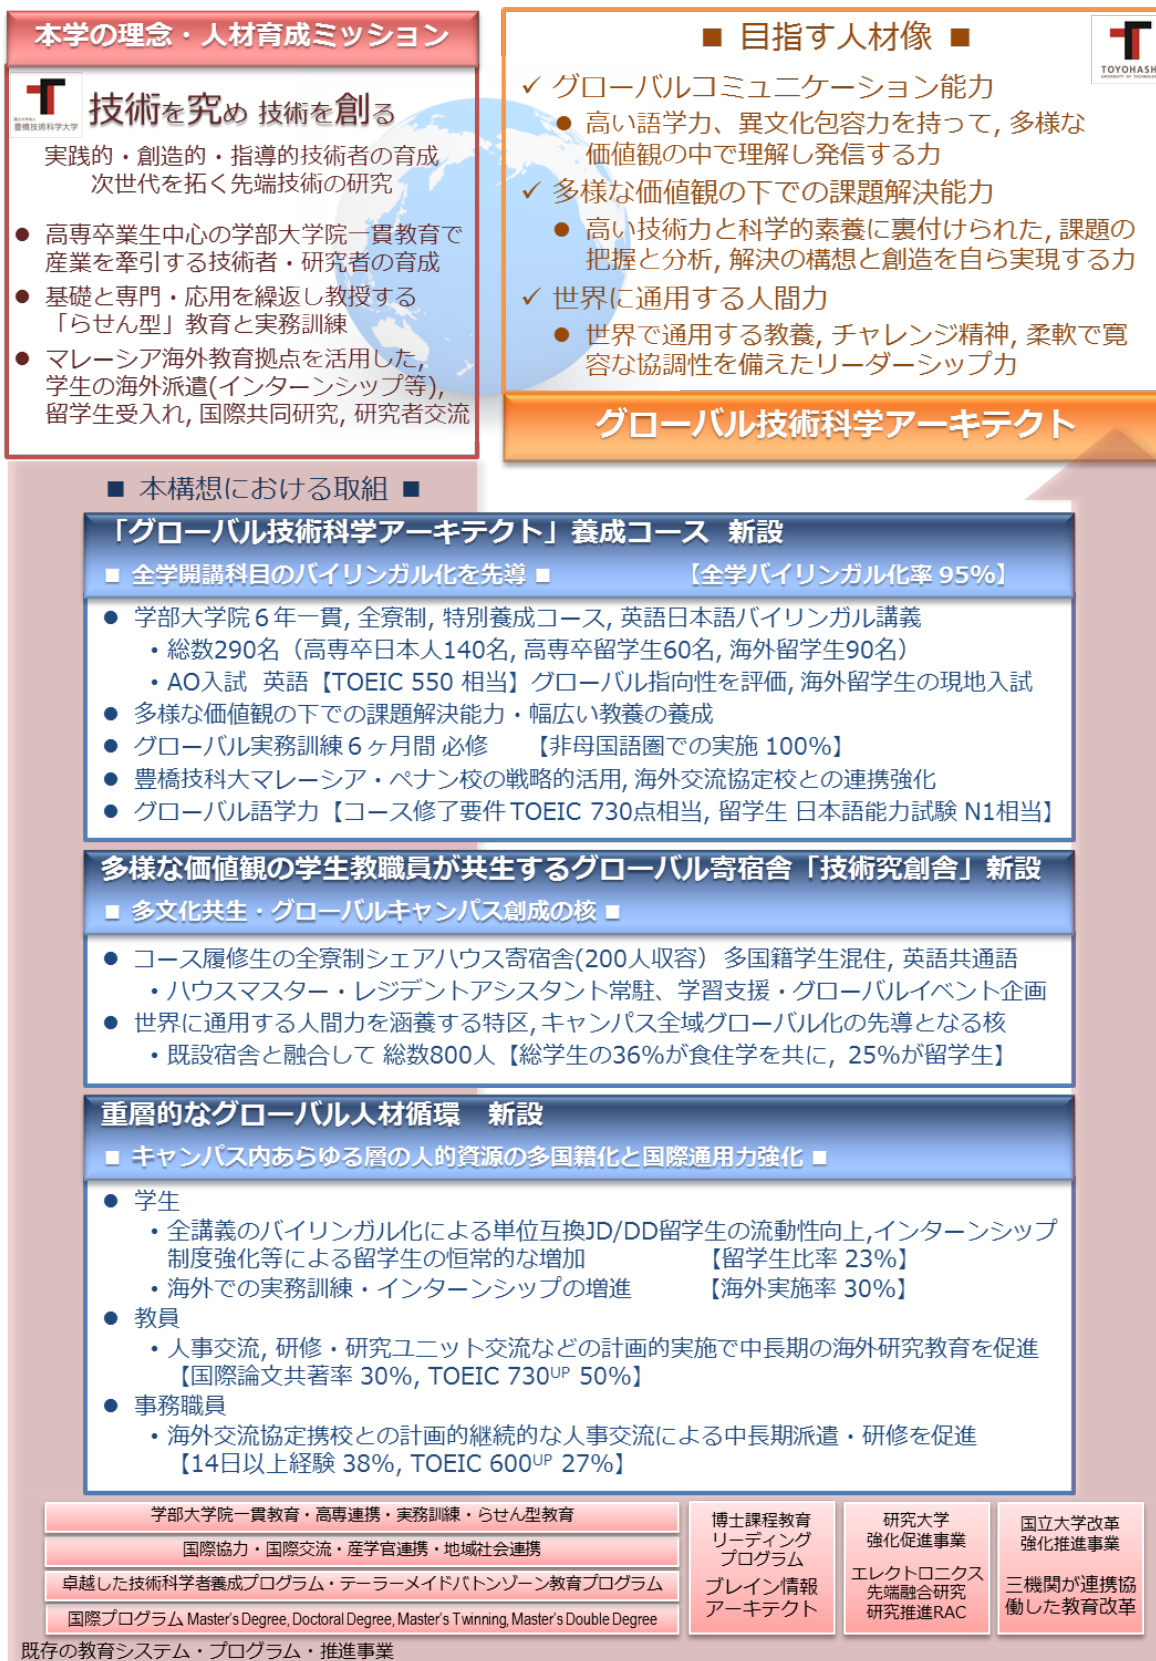 本学の理念・人材育成ミッション
豊橋技術科学大学
技術を究め 技術を創る
実践的・創造的・指導的技術者の育成
次世代を拓く先端技術の研究
● 高専卒業生中心の学部大学院一貫教育で
産業を牽引する技術者・研究者の育成
● 基礎と専門・応用を繰返し教授する
「らせん型」教育と実務訓練
● マレーシア海外教育拠点を活用した,
学生の海外派遣(インターンシップ等),
留学生受入れ, 国際共同研究, 研究者交流
■ 目指す人材像 ■
TOYOHASH
UNIVERSITY OF TECHNOLOGY
✓ グローバルコミュニケーション能力
● 高い語学力、異文化包容力を持って, 多様な
価値観の中で理解し発信する力
✓ 多様な価値観の下での課題解決能力
● 高い技術力と科学的素養に裏付けられた, 課題の
把握と分析, 解決の構想と創造を自ら実現する力
✓ 世界に通用する人間力
● 世界で通用する教養, チャレンジ精神, 柔軟で寛
容な協調性を備えたリーダーシップ力
グローバル技術科学アーキテクト
■ 本構想における取組 ■
「グローバル技術科学アーキテクト」養成コース 新設
■ 全学開講科目のバイリンガル化を先導 ■ 【全学バイリンガル化率 95%】
● 学部大学院６年一貫, 全寮制, 特別養成コース, 英語日本語バイリンガル講義
・総数290名（高専卒日本人140名, 高専卒留学生60名, 海外留学生90名）
・AO入試 英語【TOEIC 550 相当】グローバル指向性を評価, 海外留学生の現地入試
● 多様な価値観の下での課題解決能力・幅広い教養の養成
● グローバル実務訓練６ヶ月間 必修 【非母国語圏での実施 100%】
● 豊橋技科大マレーシア・ペナン校の戦略的活用, 海外交流協定校との連携強化
● グローバル語学力【コース修了要件 TOEIC 730点相当, 留学生 日本語能力試験 N1相当】
多様な価値観の学生教職員が共生するグローバル寄宿舎「技術究創舎」新設
■ 多文化共生・グローバルキャンパス創成の核 ■
● コース履修生の全寮制シェアハウス寄宿舎(200人収容） 多国籍学生混住, 英語共通語
・ハウスマスター・レジデントアシスタント常駐、学習支援・グローバルイベント企画
● 世界に通用する人間力を涵養する特区, キャンパス全域グローバル化の先導となる核
・既設宿舎と融合して 総数800人【総学生の36%が食住学を共に, 25%が留学生】
重層的なグローバル人材循環 新設
■ キャンパス内あらゆる層の人的資源の多国籍化と国際通用力強化 ■
● 学生
・全講義のバイリンガル化による単位互換JD/DD留学生の流動性向上,インターンシップ
制度強化等による留学生の恒常的な増加 【留学生比率 23%】
・海外での実務訓練・インターンシップの増進 【海外実施率 30%】
● 教員
・人事交流, 研修・研究ユニット交流などの計画的実施で中長期の海外研究教育を促進
【国際論文共著率 30%, TOEIC 730UP 50%】
● 事務職員
・海外交流協定携校との計画的継続的な人事交流による中長期派遣・研修を促進
【14日以上経験 38%, TOEIC 600UP 27%】
学部大学院一貫教育・高専連携・実務訓練・らせん型教育
国際協力・国際交流・産学官連携・地域社会連携
卓越した技術科学者養成プログラム・テーラーメイドバトンゾーン教育プログラム
国際プログラム Master's Degree, Doctoral Degree, Master's Twinning, Master's Double Degree
博士課程教育
リーディング
プログラム
ブレイン情報
アーキテクト
研究大学
強化促進事業
エレクトロニクス
先端融合研究
研究推進RAC
国立大学改革
強化推進事業
三機関が連携協
働した教育改革
既存の教育システム・プログラム・推進事業